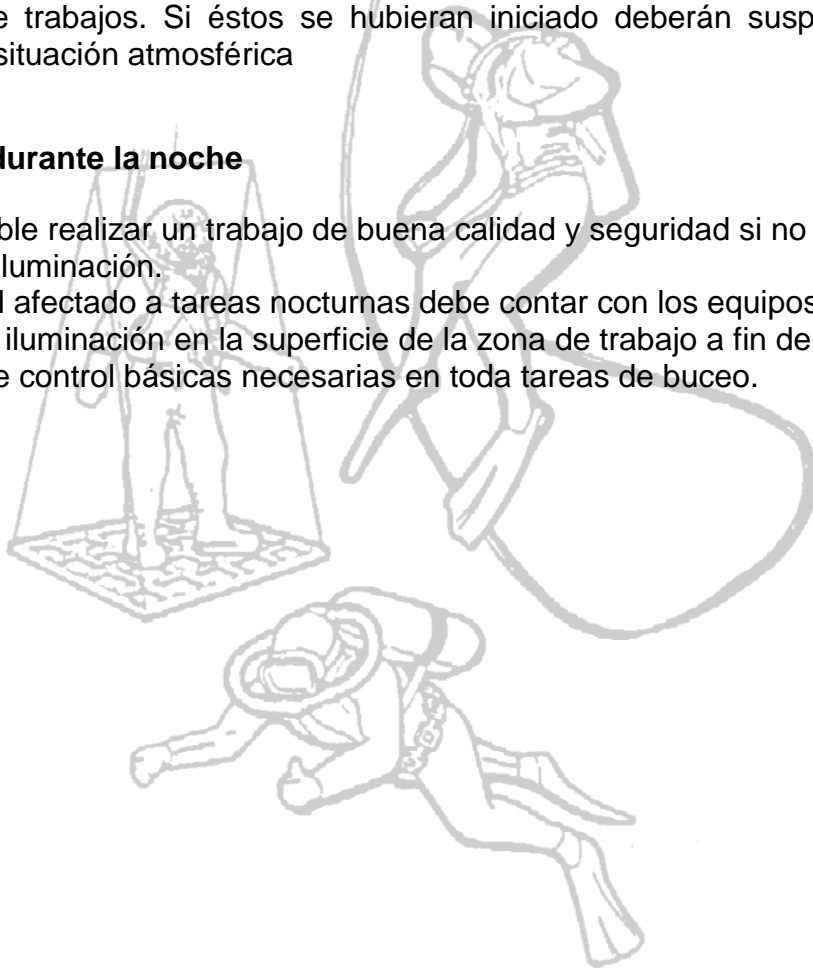 e trabajos. Si éstos se hubieran iniciado deberán susp
situación atmosférica
durante la noche
ble realizar un trabajo de buena calidad y seguridad si no
iluminación.
l afectado a tareas nocturnas debe contar con los equipos
iluminación en la superficie de la zona de trabajo a fin de
e control básicas necesarias en toda tareas de buceo.